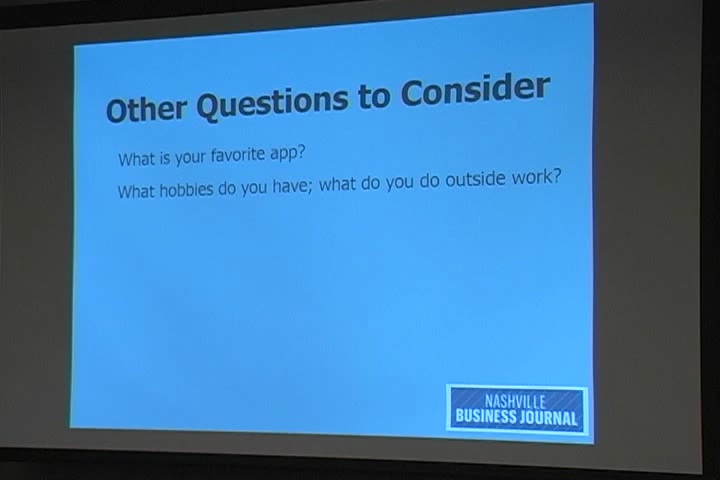 Other Questions to Consider
What is your favorite app?
What hobbies do you have; what do you do outside work?
NASHVILLE
BUSINESS JOURNAL